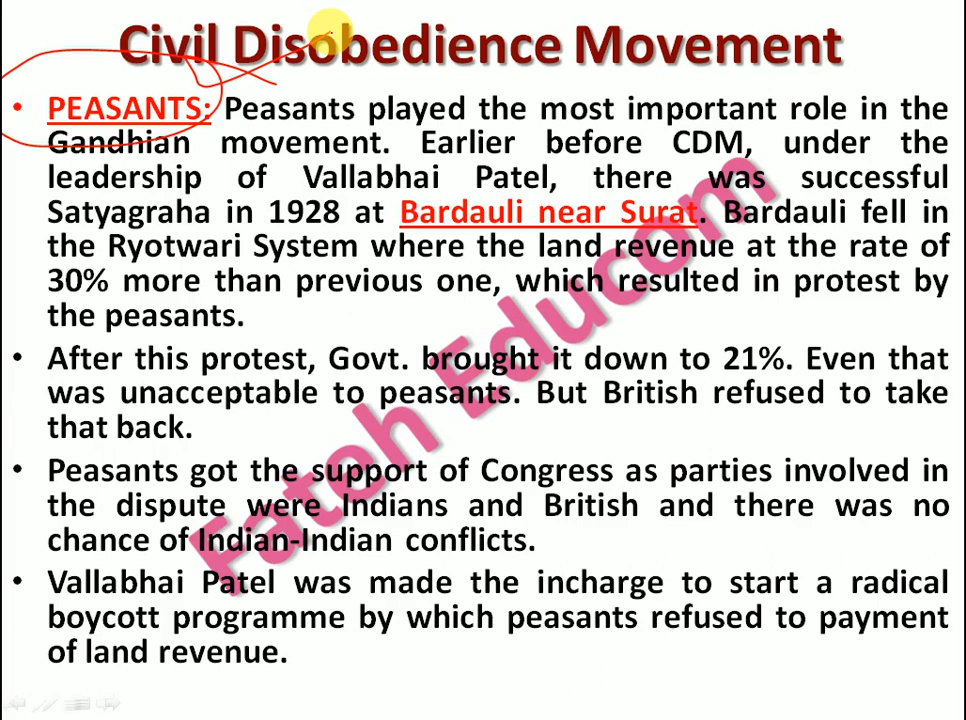 Civil Disobedience Movement
• PEASANTS: Peasants played the most important role in the
Gandhian movement. Earlier before CDM, under the
leadership of Vallabhai Patel, there was successful
Satyagraha in 1928 at Bardauli near Surat. Bardauli fell in
the Ryotwari System where the land revenue at the rate of
30% more than previous one, which resulted in protest by
the peasants.
• After this protest, Govt. brought it down to 21%. Even that
was unacceptable to peasants. But British refused to take
that back.
• Peasants got the support of Congress as parties involved in
the dispute were Indians and British and there was no
chance of Indian-Indian conflicts.
• Vallabhai Patel was made the incharge to start a radical
boycott programme by which peasants refused to payment
of land revenue.
Fateh Educom